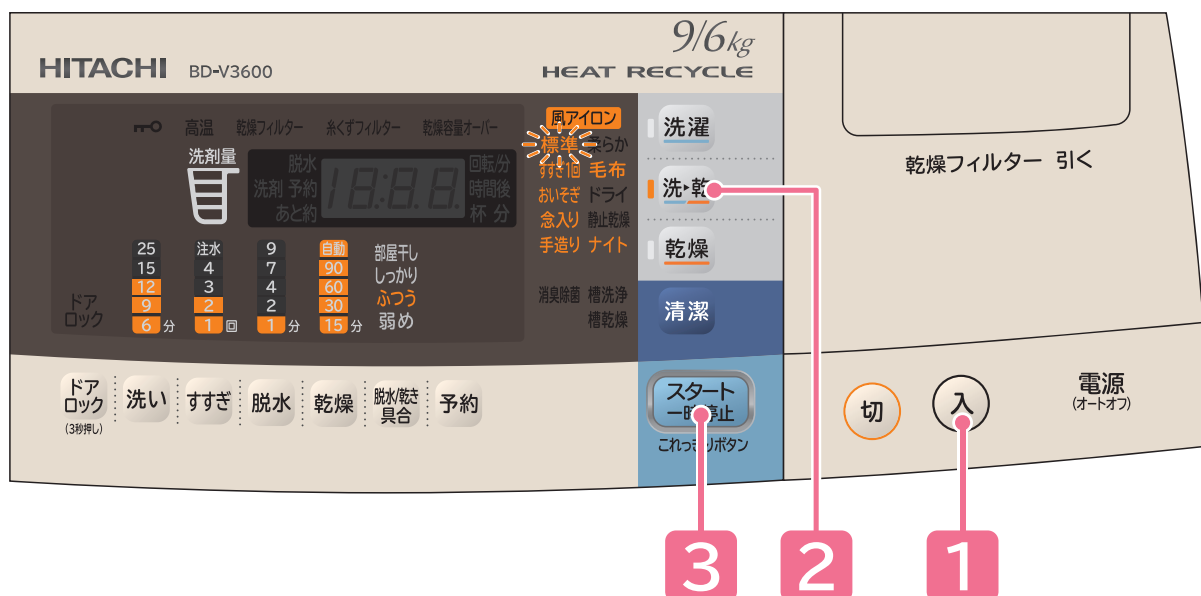 9/6kg
HITACHI BD-V3600
HEAT RECYCLE
高温 乾燥フィルター 糸くずフィルター 乾燥容量オーバー
洗剤量
脱水 回転/分
洗剤 予約 18:8.8. 時間後
あと約 杯 分
25 注水 9 自動 部屋干し
15 4 7 90 しっかり
12 3 4 60 ふつう
9 2 2 30 弱め
6 分 1 回 1 分 15 分
ドア
ロック
風アイロン
標準 柔らか
すすぎ1回 毛布
おいそぎ ドライ
念入り 静止乾燥
手造り ナイト
消臭除菌 槽洗浄
槽乾燥
洗濯
洗▶乾
乾燥
清潔
乾燥フィルター 引く
ドア
ロック
(3秒押し)
洗い
すすぎ
脱水
乾燥
脱水/乾き
具合
予約
スタート
一時停止
これっきりボタン
切
入
電源
(オートオフ)
3
2
1